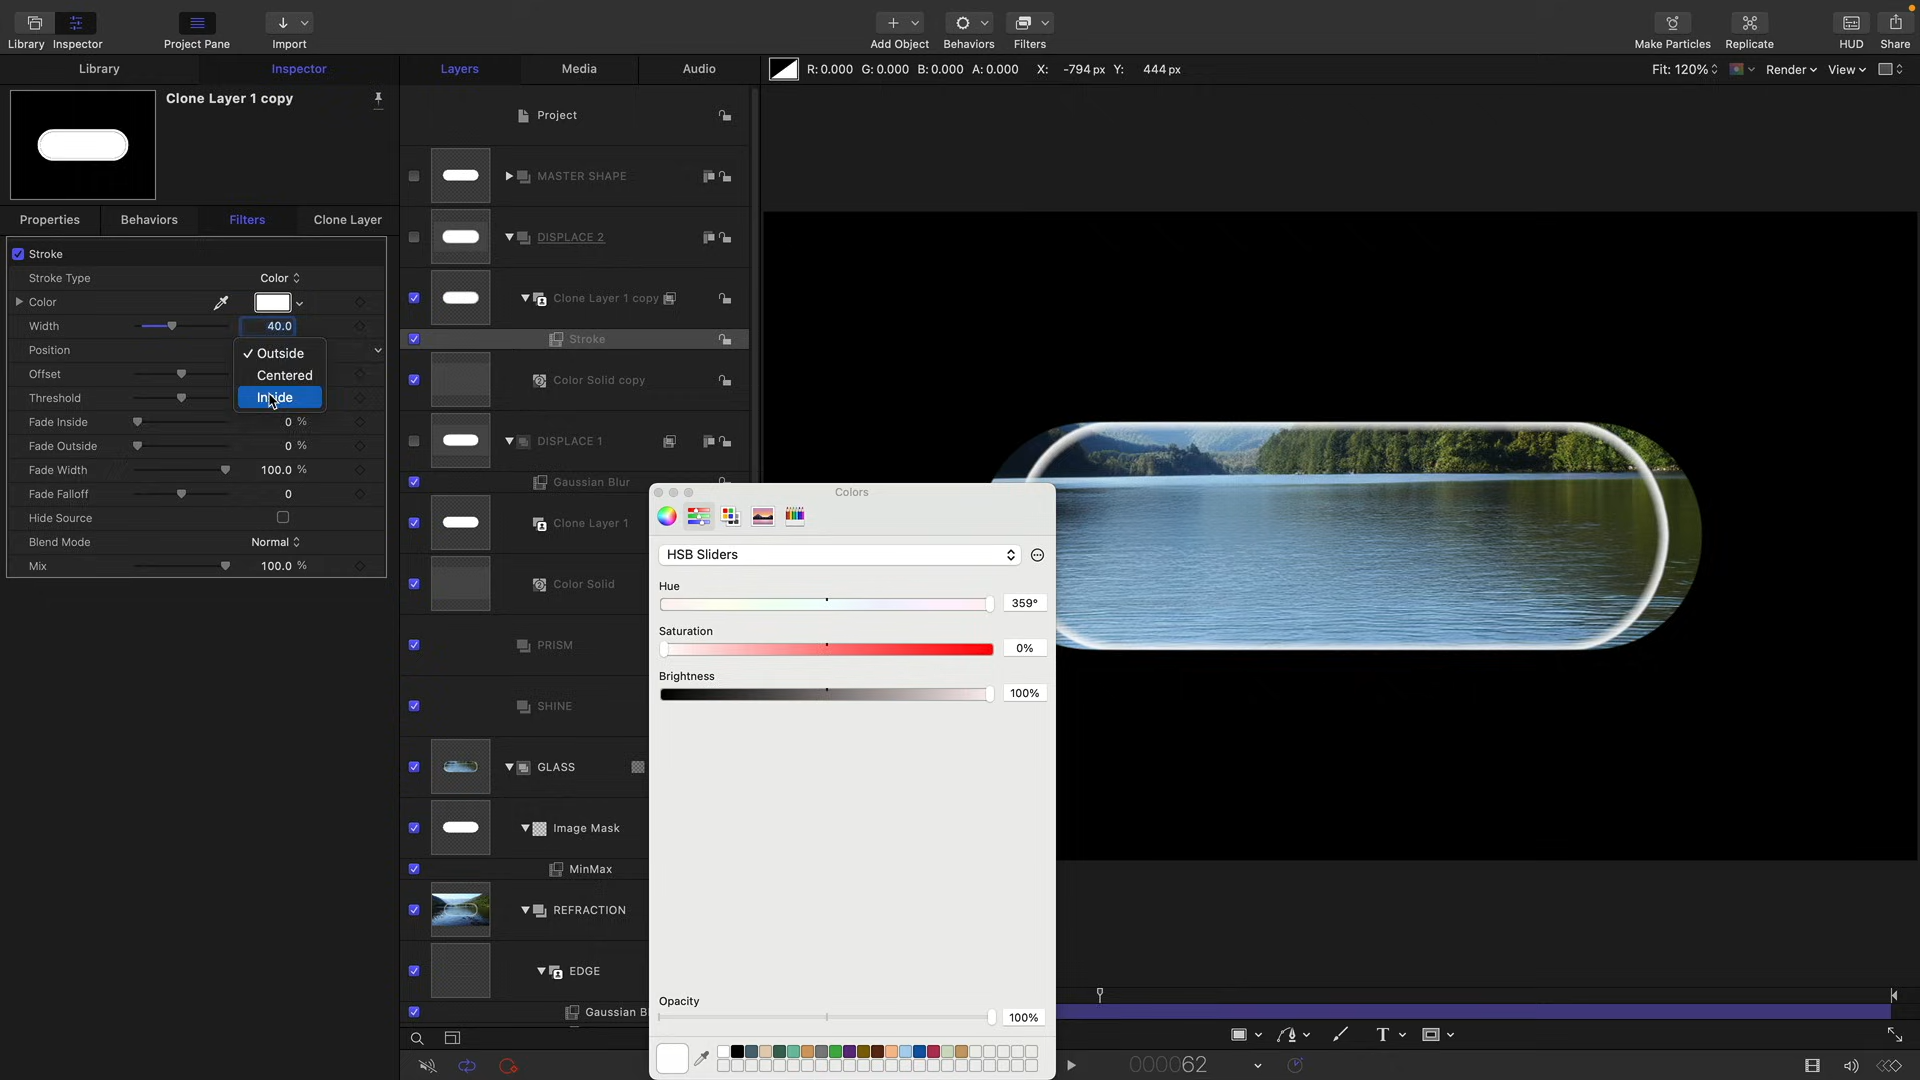 Library
Inspector
Project Pane
Import
Add Object
Behaviors
Filters
Make Particles
Replicate
HUD
Share
Library
Inspector
Layers
Media
Audio
R: 0.000 G: 0.000 B: 0.000 A: 0.000 X: -794 px Y: 444 px
Fit: 120%
Render
View
Clone Layer 1 copy
Properties
Behaviors
Filters
Clone Layer
Stroke
Stroke Type Color
Color
Width 40.0
Position
Outside
Centered
Inside
Offset
Threshold
Fade Inside 0 %
Fade Outside 0 %
Fade Width 100.0 %
Fade Falloff 0
Hide Source
Blend Mode Normal
Mix 100.0 %
Project
MASTER SHAPE
DISPLACE 2
Clone Layer 1 copy
Stroke
Color Solid copy
DISPLACE 1
Gaussian Blur
Clone Layer 1
Color Solid
PRISM
SHINE
GLASS
Image Mask
MinMax
REFRACTION
EDGE
Gaussian B
Colors
HSB Sliders
Hue
359°
Saturation
0%
Brightness
100%
Opacity
100%
T
000062